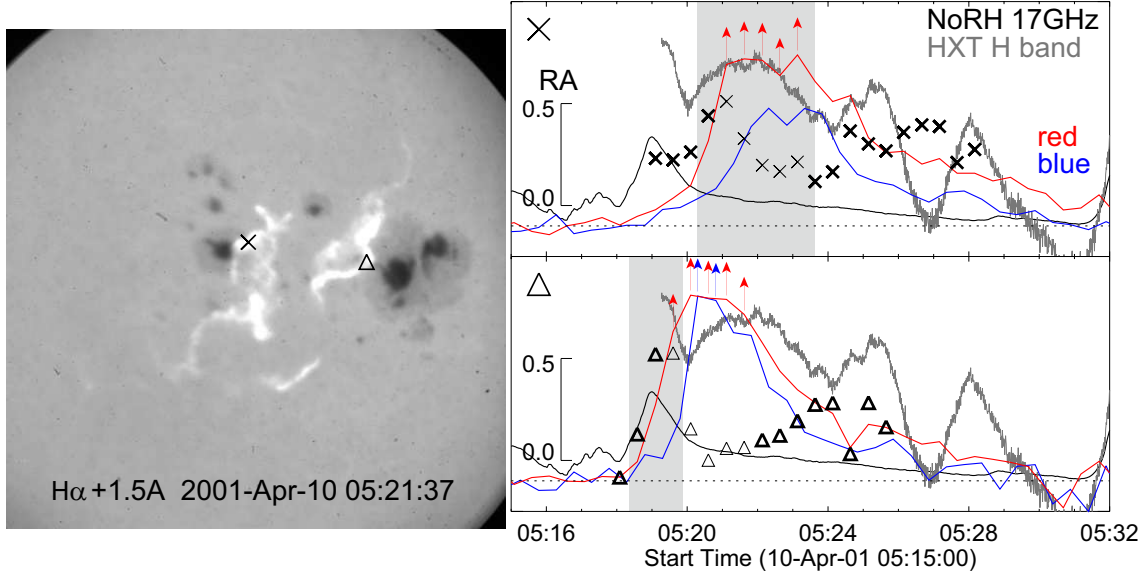 Hα +1.5A 2001-Apr-10 05:21:37
NoRH 17GHz
HXT H band
RA
0.5
0.0
red
blue
0.5
0.0
05:16 05:20 05:24 05:28 05:32
Start Time (10-Apr-01 05:15:00)